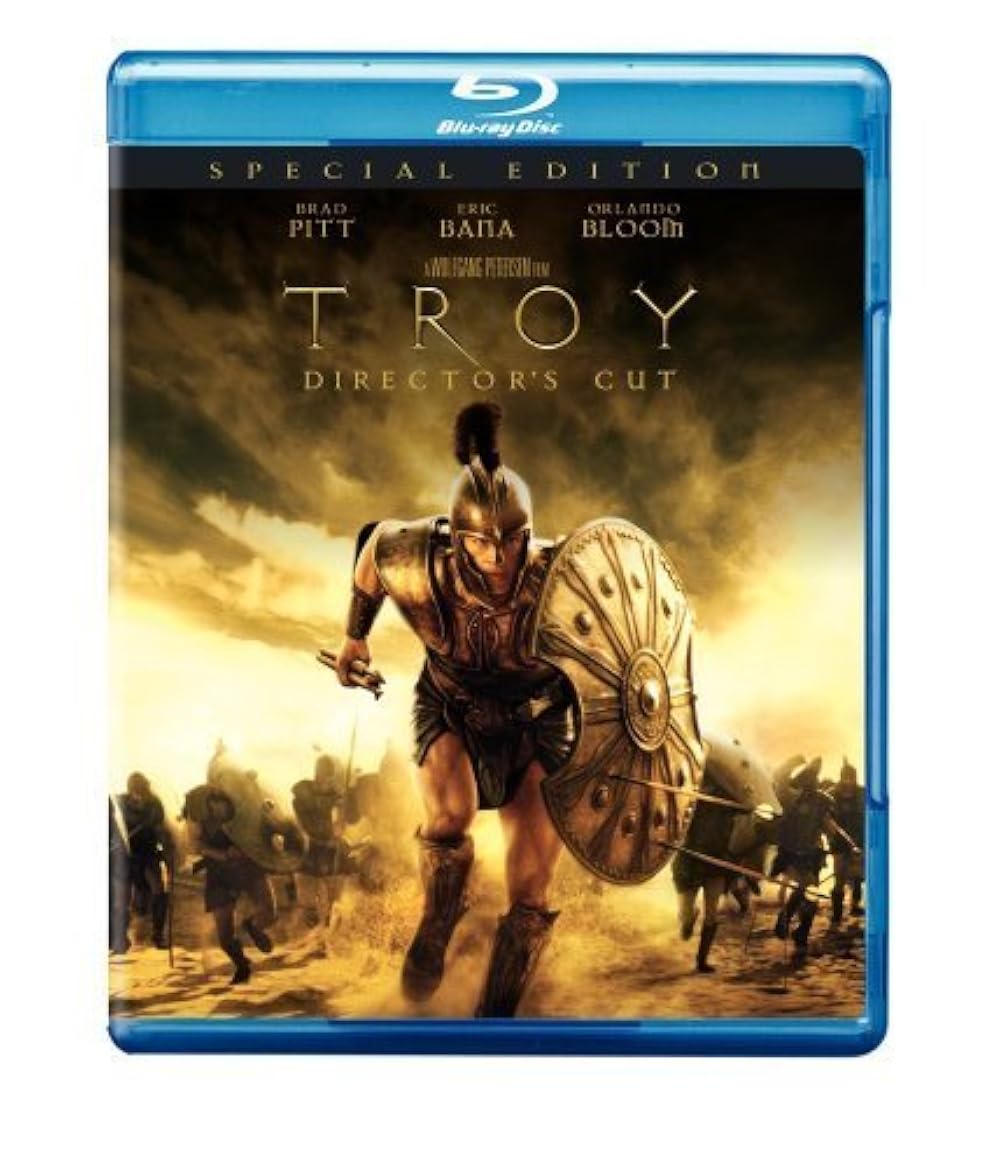 Blu-ray Disc
SPECIAL EDITION
BRAD PITT
ERIC BANA
ORLANDO BLOOM
A WOLFGANG PETERSEN FILM
TROY
DIRECTOR'S CUT